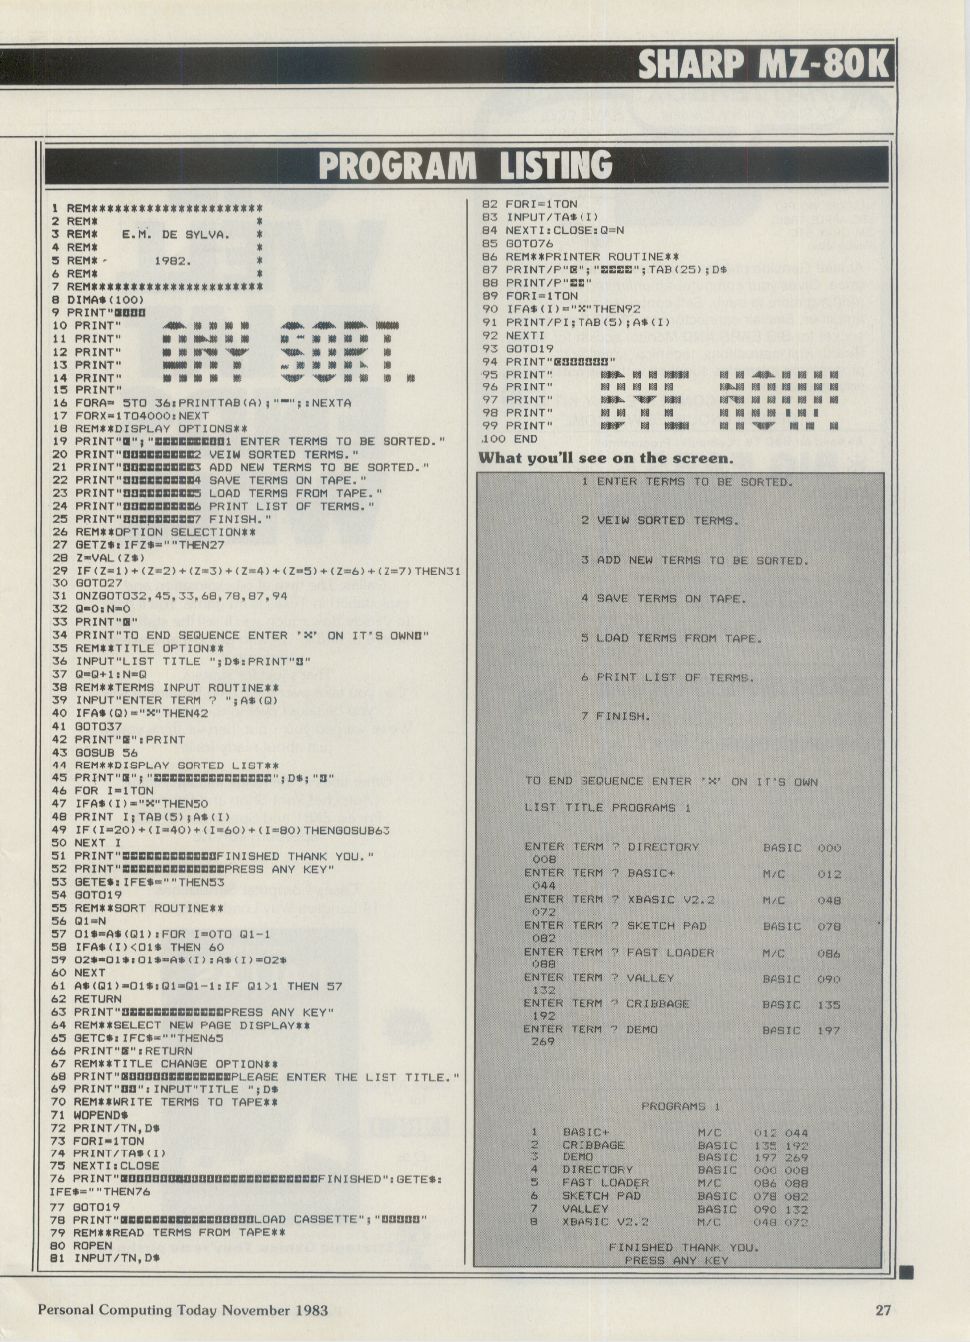 SHARP MZ-80K
PROGRAM LISTING
1 REM**********************
2 REM* *
3 REM* E.M. DE SYLVA. *
4 REM* *
5 REM* 1982. *
6 REM* *
7 REM**********************
8 DIMA$(100)
9 PRINT"
10 PRINT"
11 PRINT"
12 PRINT"
13 PRINT"
14 PRINT"
15 PRINT"
16 FORA= 5TO 36:PRINTTAB(A);"";:NEXTA
17 FORX=1TO4000:NEXT
18 REM**DISPLAY OPTIONS**
19 PRINT"";"1 ENTER TERMS TO BE SORTED."
20 PRINT"2 VEIW SORTED TERMS."
21 PRINT"3 ADD NEW TERMS TO BE SORTED."
22 PRINT"4 SAVE TERMS ON TAPE."
23 PRINT"5 LOAD TERMS FROM TAPE."
24 PRINT"6 PRINT LIST OF TERMS."
25 PRINT"7 FINISH."
26 REM**OPTION SELECTION**
27 GETZ$:IFZ$=""THEN27
28 Z=VAL(Z$)
29 IF(Z=1)+(Z=2)+(Z=3)+(Z=4)+(Z=5)+(Z=6)+(Z=7)THEN31
30 GOTO27
31 ONZGOTO32,45,33,68,78,87,94
32 Q=0:N=0
33 PRINT""
34 PRINT"TO END SEQUENCE ENTER 'X' ON IT'S OWN"
35 REM**TITLE OPTION**
36 INPUT"LIST TITLE ";D$:PRINT""
37 Q=Q+1:N=Q
38 REM**TERMS INPUT ROUTINE**
39 INPUT"ENTER TERM ? ";A$(Q)
40 IFA$(Q)="X"THEN42
41 GOTO37
42 PRINT"":PRINT
43 GOSUB 56
44 REM**DISPLAY SORTED LIST**
45 PRINT"";"";D$;""
46 FOR I=1TON
47 IFA$(I)="X"THEN50
48 PRINT I;TAB(5);A$(I)
49 IF(I=20)+(I=40)+(I=60)+(I=80)THENGOSUB63
50 NEXT I
51 PRINT"FINISHED THANK YOU."
52 PRINT"PRESS ANY KEY"
53 GETE$:IFE$=""THEN53
54 GOTO19
55 REM**SORT ROUTINE**
56 Q1=N
57 O1$=A$(Q1):FOR I=0TO Q1-1
58 IFA$(I)<O1$ THEN 60
59 O2$=O1$:O1$=A$(I):A$(I)=O2$
60 NEXT
61 A$(Q1)=O1$:Q1=Q1-1:IF Q1>1 THEN 57
62 RETURN
63 PRINT"PRESS ANY KEY"
64 REM**SELECT NEW PAGE DISPLAY**
65 GETC$:IFC$=""THEN65
66 PRINT"":RETURN
67 REM**TITLE CHANGE OPTION**
68 PRINT"PLEASE ENTER THE LIST TITLE."
69 PRINT"":INPUT"TITLE ";D$
70 REM**WRITE TERMS TO TAPE**
71 WOPEND$
72 PRINT/TN,D$
73 FORI=1TON
74 PRINT/TA$(I)
75 NEXTI:CLOSE
76 PRINT"FINISHED":GETE$:
IFE$=""THEN76
77 GOTO19
78 PRINT"LOAD CASSETTE";""
79 REM**READ TERMS FROM TAPE**
80 ROPEN
81 INPUT/TN,D$
82 FORI=1TON
83 INPUT/TA$(I)
84 NEXTI:CLOSE:Q=N
85 GOTO76
86 REM**PRINTER ROUTINE**
87 PRINT/P"";"";TAB(25);D$
88 PRINT/P""
89 FORI=1TON
90 IFA$(I)="X"THEN92
91 PRINT/PI;TAB(5);A$(I)
92 NEXTI
93 GOTO19
94 PRINT""
95 PRINT"
96 PRINT"
97 PRINT"
98 PRINT"
99 PRINT"
.100 END
What you'll see on the screen.
1 ENTER TERMS TO BE SORTED.
2 VEIW SORTED TERMS.
3 ADD NEW TERMS TO BE SORTED.
4 SAVE TERMS ON TAPE.
5 LOAD TERMS FROM TAPE.
6 PRINT LIST OF TERMS.
7 FINISH.
TO END SEQUENCE ENTER 'X' ON IT'S OWN
LIST TITLE PROGRAMS 1
ENTER TERM ? DIRECTORY BASIC 000
008
ENTER TERM ? BASIC+ M/C 012
044
ENTER TERM ? XBASIC V2.2 M/C 048
072
ENTER TERM ? SKETCH PAD BASIC 078
082
ENTER TERM ? FAST LOADER M/C 086
088
ENTER TERM ? VALLEY BASIC 090
132
ENTER TERM ? CRIBBAGE BASIC 135
192
ENTER TERM ? DEMO BASIC 197
269
PROGRAMS 1
1 BASIC+ M/C 012 044
2 CRIBBAGE BASIC 135 192
3 DEMO BASIC 197 269
4 DIRECTORY BASIC 000 008
5 FAST LOADER M/C 086 088
6 SKETCH PAD BASIC 078 082
7 VALLEY BASIC 090 132
8 XBASIC V2.2 M/C 048 072
FINISHED THANK YOU.
PRESS ANY KEY
Personal Computing Today November 1983
27